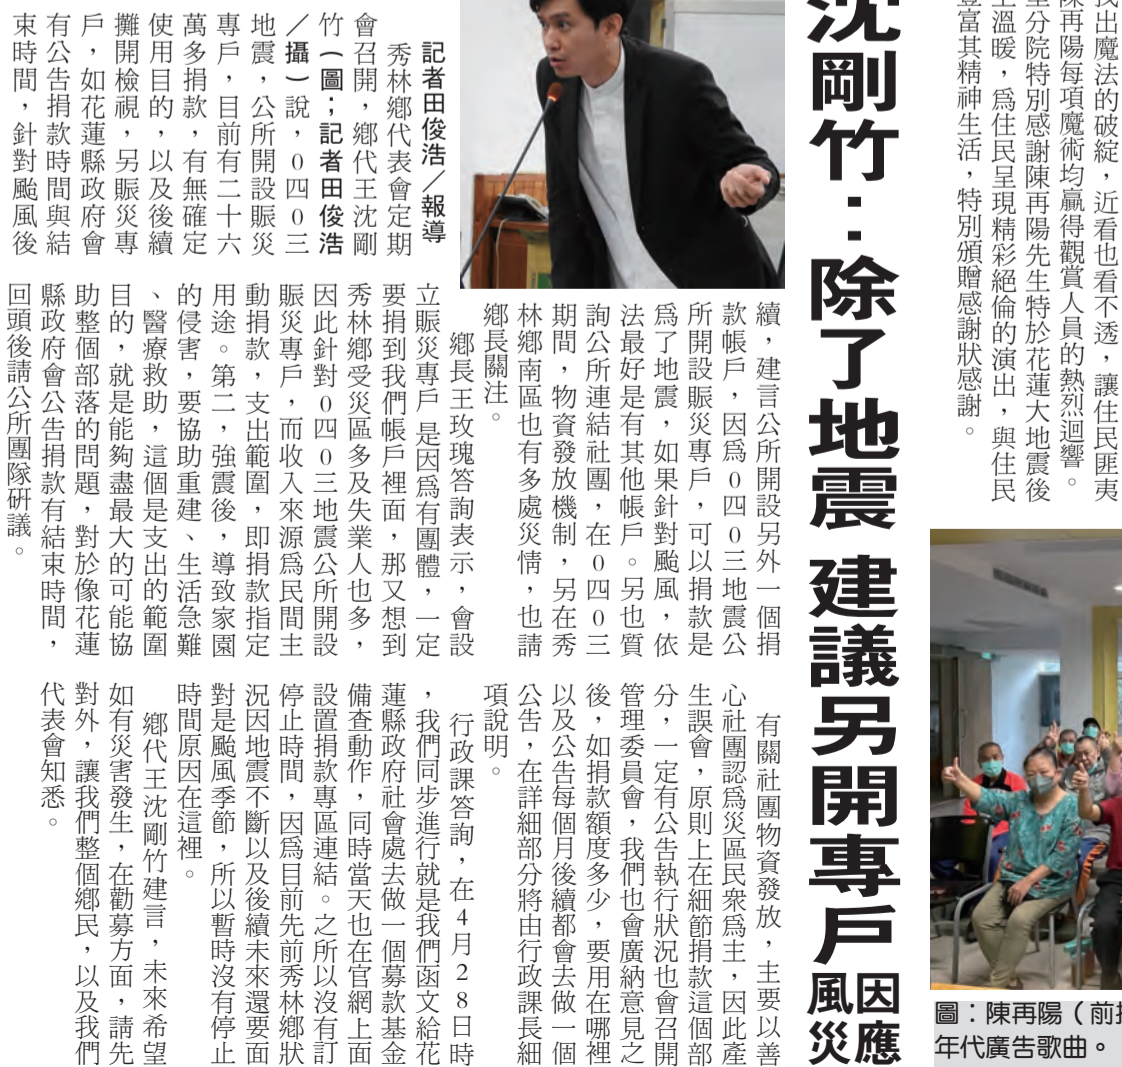 找出魔法的破綻，近看也看不透，讓住民匪夷
陳再陽每項魔術均贏得觀賞人員的熱烈迴響。
里分院特別感謝陳再陽先生特於花蓮大地震後
溫暖，為住民呈現精彩絕倫的演出，與住民
豐富其精神生活，特別頒贈感謝狀感謝。
沈剛竹：除了地震 建議另開專戶因應
風災
記者田俊浩／報導
秀林鄉代表會定期
會召開，鄉代王沈剛
竹（圖；記者田俊浩
／攝）說，０四０三
地震，公所開設賑災
專戶，目前有二十六
萬多捐款，有無確定
使用目的，以及後續
攤開檢視，另賑災專
戶，如花蓮縣政府會
有公告捐款時間與結
束時間，針對颱風後
續，建言公所開設另外一個捐
款帳戶，因為０四０三地震公
所開設賑災專戶，可以捐款是
為了地震，如果針對颱風，依
法最好是有其他帳戶。另也質
詢公所連結社團，在０四０三
期間，物資發放機制，另在秀
林鄉南區也有多處災情，也請
鄉長關注。
鄉長王玫瑰答詢表示，會設
立賑災專戶，是因為有團體，一定
要捐到我們帳戶裡面，那又想到
秀林鄉受災區多及失業人也多，
因此針對０四０三地震公所開設
賑災專戶，而收入來源為民間主
動捐款，支出範圍，即捐款指定
用途。第二，強震後，導致家園
的侵害，要協助重建、生活急難
、醫療救助，這個是支出的範圍
目的，就是能夠盡最大的可能協
助整個部落的問題，對於像花蓮
縣政府會公告捐款有結束時間，
回頭後請公所團隊研議。
有關社團物資發放，主要以善
心社團認為災區民衆為主，因此產
生誤會，原則上在細節捐款這個部
分，一定有公告執行狀況也會召開
管理委員會，我們也會廣納意見之
後，如捐款額度多少，要用在哪裡
以及公告每個月後續都會去做一個
公告，在詳細部分將由行政課長細
項說明。
行政課答詢，在4月28日時
，我們同步進行就是我們函文給花
蓮縣政府社會處去做一個募款基金
備查動作，同時當天也在官網上面
設置捐款專區連結。之所以沒有訂
停止時間，因為目前先前秀林鄉狀
況因地震不斷以及後續未來還要面
對是颱風季節，所以暫時沒有停止
時間原因在這裡。
鄉代王沈剛竹建言，未來希望
如有災害發生，在勸募方面，請先
對外，讓我們整個鄉民，以及我們
代表會知悉。
圖：陳再陽（前
年代廣告歌曲。